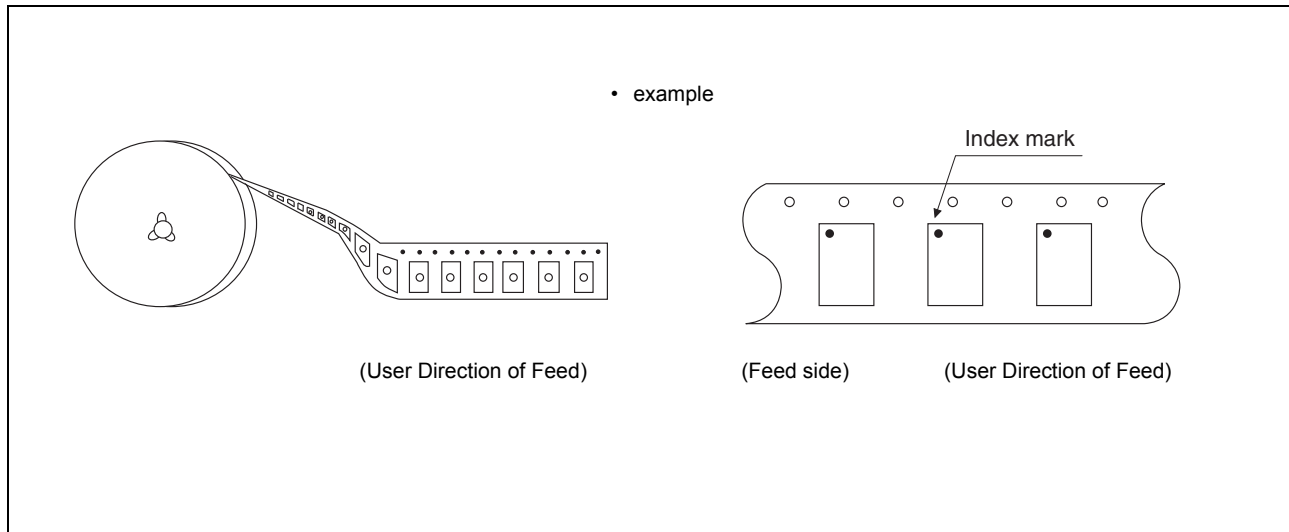 • example
Index mark
(User Direction of Feed)
(Feed side)
(User Direction of Feed)